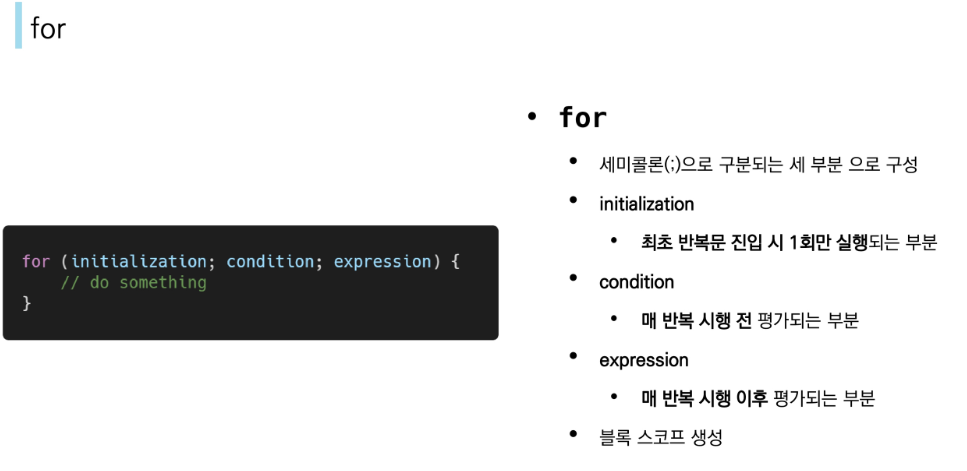 for
for (initialization; condition; expression) {
    // do something
}
• for
• 세미콜론(;)으로 구분되는 세 부분 으로 구성
• initialization
• 최초 반복문 진입 시 1회만 실행되는 부분
• condition
• 매 반복 시행 전 평가되는 부분
• expression
• 매 반복 시행 이후 평가되는 부분
• 블록 스코프 생성